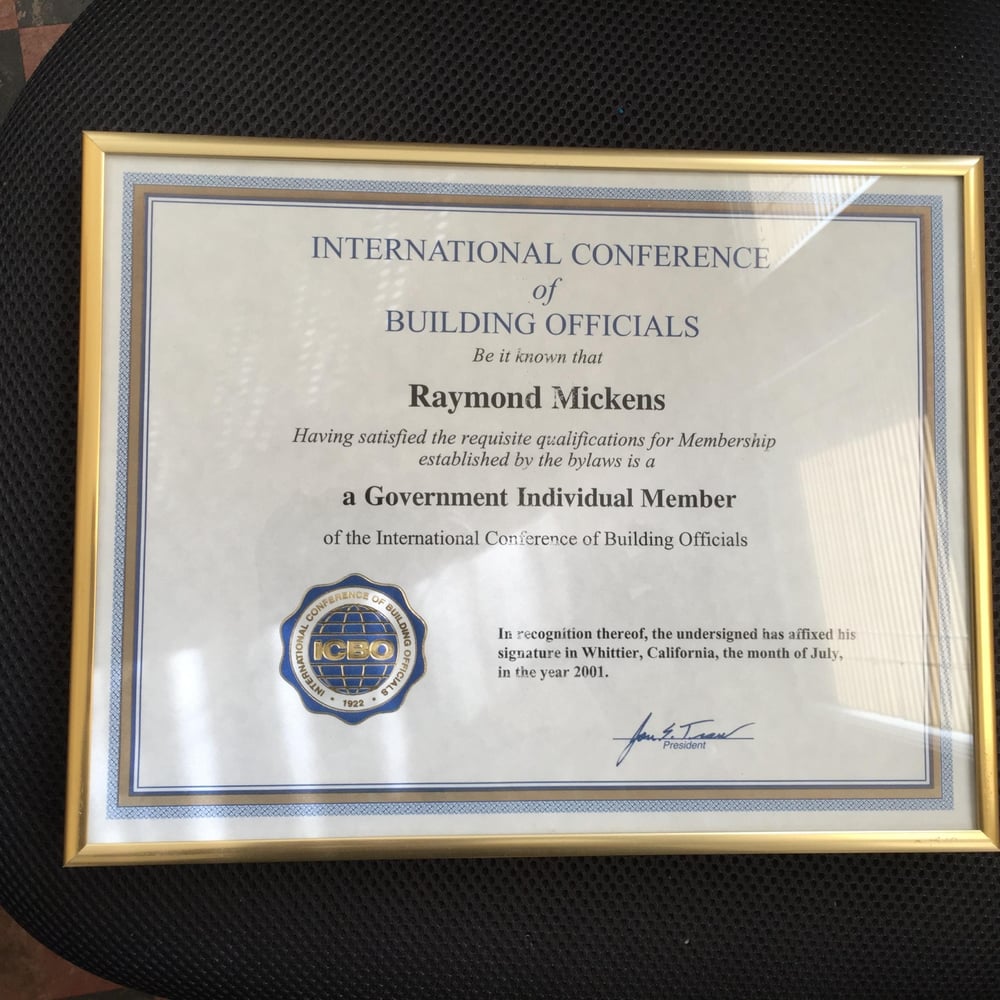 INTERNATIONAL CONFERENCE
of
BUILDING OFFICIALS
Be it known that
Raymond Mickens
Having satisfied the requisite qualifications for Membership
established by the bylaws is a
a Government Individual Member
of the International Conference of Building Officials
INTERNATIONAL CONFERENCE OF BUILDING OFFICIALS
ICBO
• 1922 •
In recognition thereof, the undersigned has affixed his
signature in Whittier, California, the month of July,
in the year 2001.
President